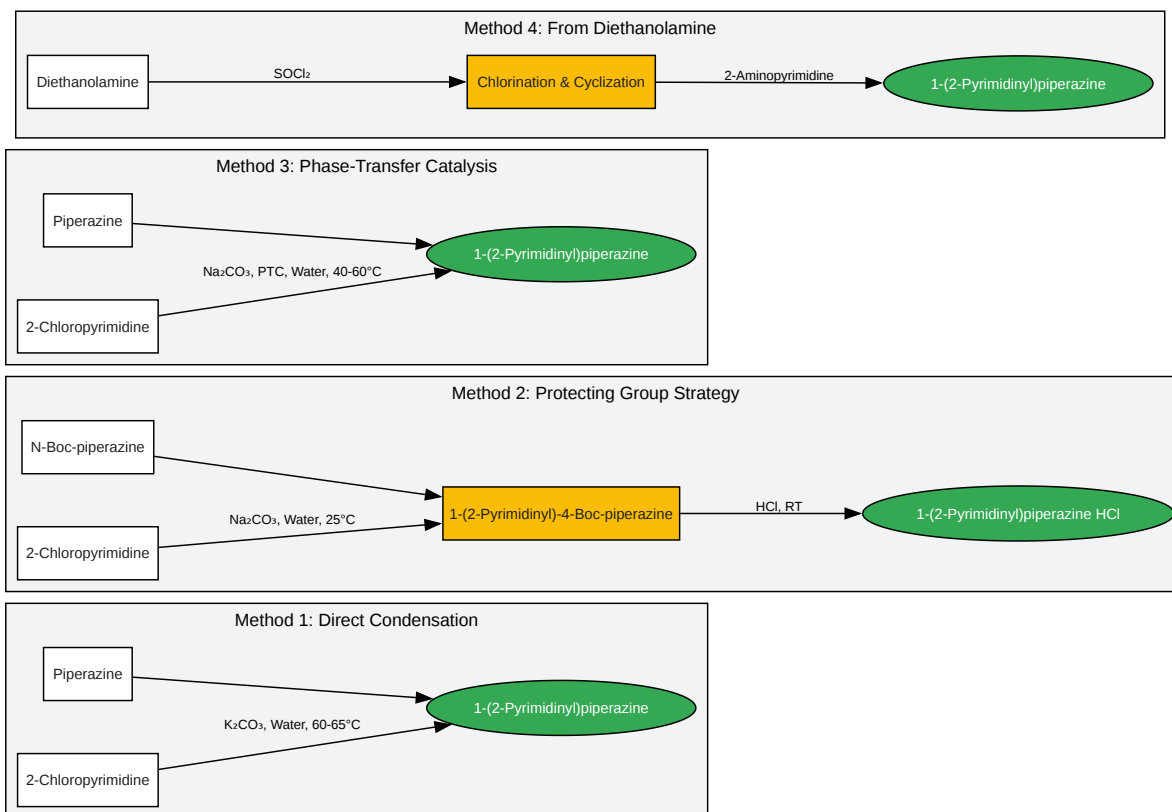 Method 4: From Diethanolamine
Diethanolamine
SOCl₂
Chlorination & Cyclization
2-Aminopyrimidine
1-(2-Pyrimidinyl)piperazine
Method 3: Phase-Transfer Catalysis
Piperazine
1-(2-Pyrimidinyl)piperazine
Na₂CO₃, PTC, Water, 40-60°C
2-Chloropyrimidine
Method 2: Protecting Group Strategy
N-Boc-piperazine
Na₂CO₃, Water, 25°C
1-(2-Pyrimidinyl)-4-Boc-piperazine
HCl, RT
1-(2-Pyrimidinyl)piperazine HCl
2-Chloropyrimidine
Method 1: Direct Condensation
Piperazine
1-(2-Pyrimidinyl)piperazine
K₂CO₃, Water, 60-65°C
2-Chloropyrimidine